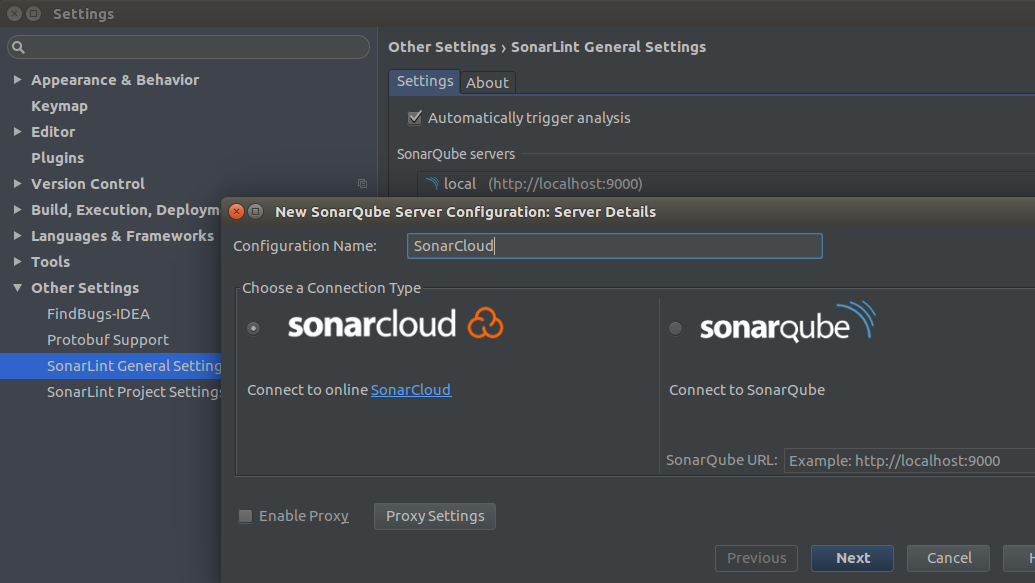 Settings
Other Settings › SonarLint General Settings
Settings About
Automatically trigger analysis
SonarQube servers
local (http://localhost:9000)
Appearance & Behavior
Keymap
Editor
Plugins
Version Control
Build, Execution, Deploym
Languages & Frameworks
Tools
Other Settings
FindBugs-IDEA
Protobuf Support
SonarLint General Setting
SonarLint Project Settings
New SonarQube Server Configuration: Server Details
Configuration Name: SonarCloud
Choose a Connection Type
sonarcloud
sonarqube
Connect to online SonarCloud
Connect to SonarQube
SonarQube URL: Example: http://localhost:9000
Enable Proxy Proxy Settings
Previous Next Cancel H